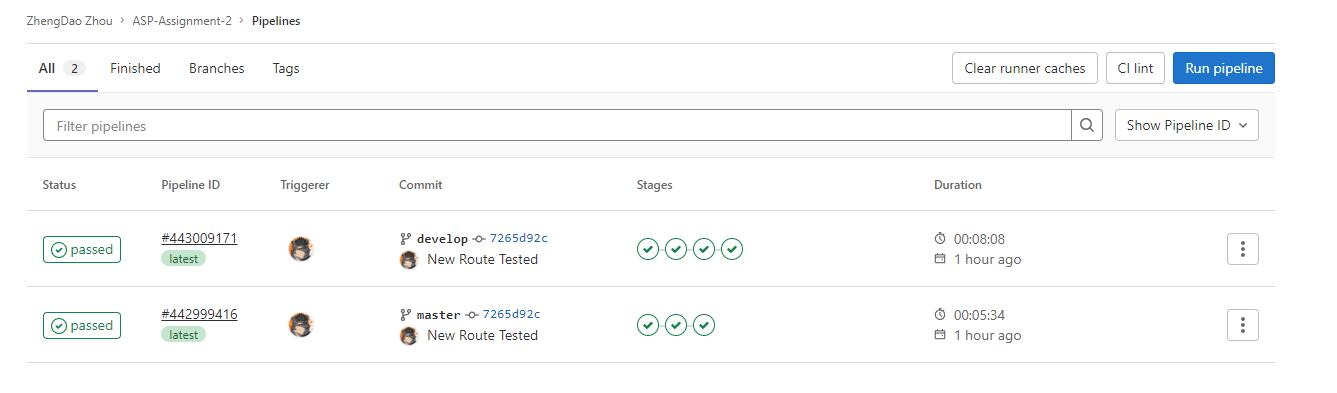 ZhengDao Zhou › ASP-Assignment-2 › Pipelines
All 2 Finished Branches Tags Clear runner caches CI lint Run pipeline
Filter pipelines Show Pipeline ID
Status Pipeline ID Triggerer Commit Stages Duration
passed #443009171 develop 7265d92c 00:08:08
latest New Route Tested 1 hour ago
passed #442999416 master 7265d92c 00:05:34
latest New Route Tested 1 hour ago